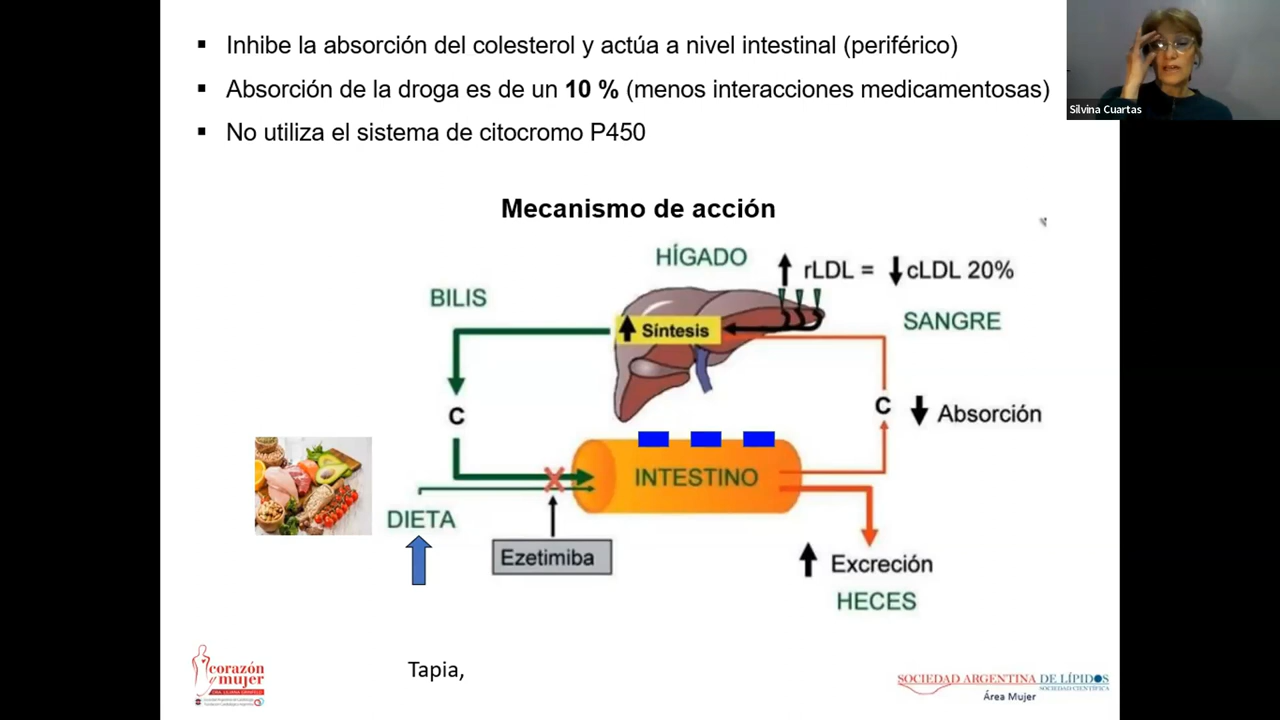 ▪ Inhibe la absorción del colesterol y actúa a nivel intestinal (periférico)
▪ Absorción de la droga es de un 10 % (menos interacciones medicamentosas)
▪ No utiliza el sistema de citocromo P450
Silvina Cuartas
Mecanismo de acción
HÍGADO
rLDL = cLDL 20%
BILIS
SANGRE
Síntesis
C
C
Absorción
INTESTINO
DIETA
Ezetimiba
Excreción
HECES
Tapia,
corazón
y mujer
SOCIEDAD ARGENTINA DE LÍPIDOS
SOCIEDAD CIENTÍFICA
Área Mujer